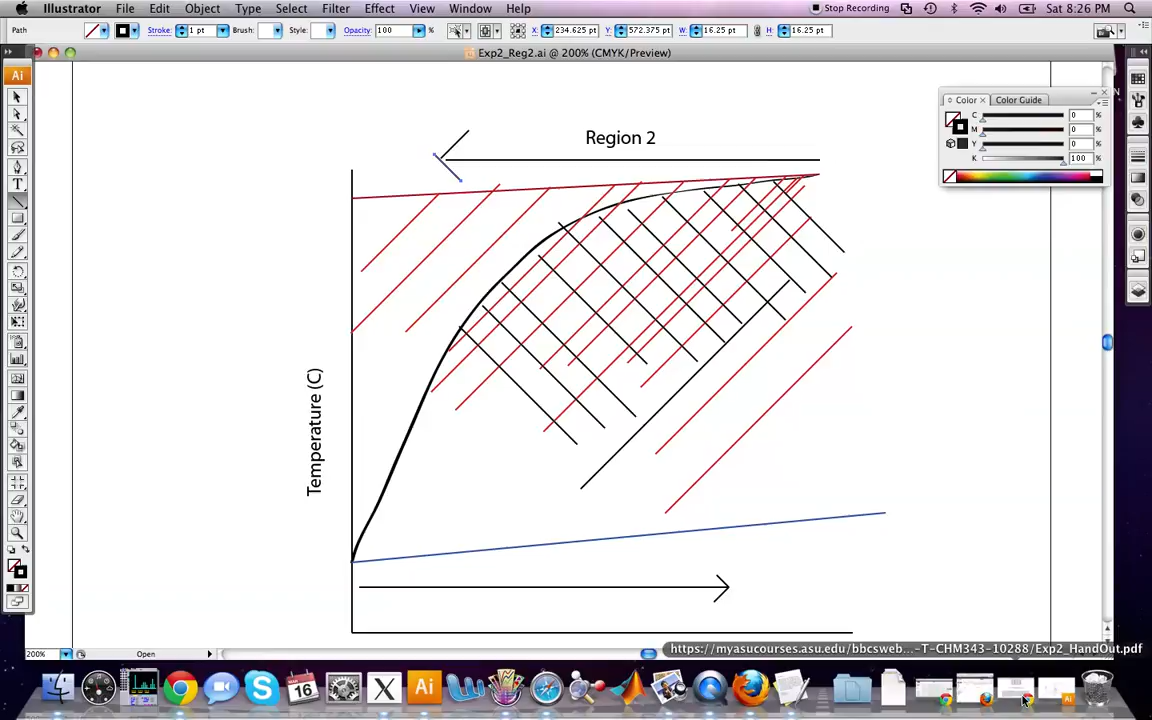 Illustrator File Edit Object Type Select Filter Effect View Window Help Stop Recording Sat 8:26 PM
Path Stroke: 1 pt Brush: Style: Opacity: 100 % X: 234.625 pt Y: 572.375 pt W: 16.25 pt H: 16.25 pt
Exp2_Reg2.ai @ 200% (CMYK/Preview)
Ai
Color Color Guide
C 0 %
M 0 %
Y 0 %
K 100 %
Region 2
Temperature (C)
https://myasucourses.asu.edu/bbcsweb...-T-CHM343-10288/Exp2_HandOut.pdf
200% Open
16
Ai